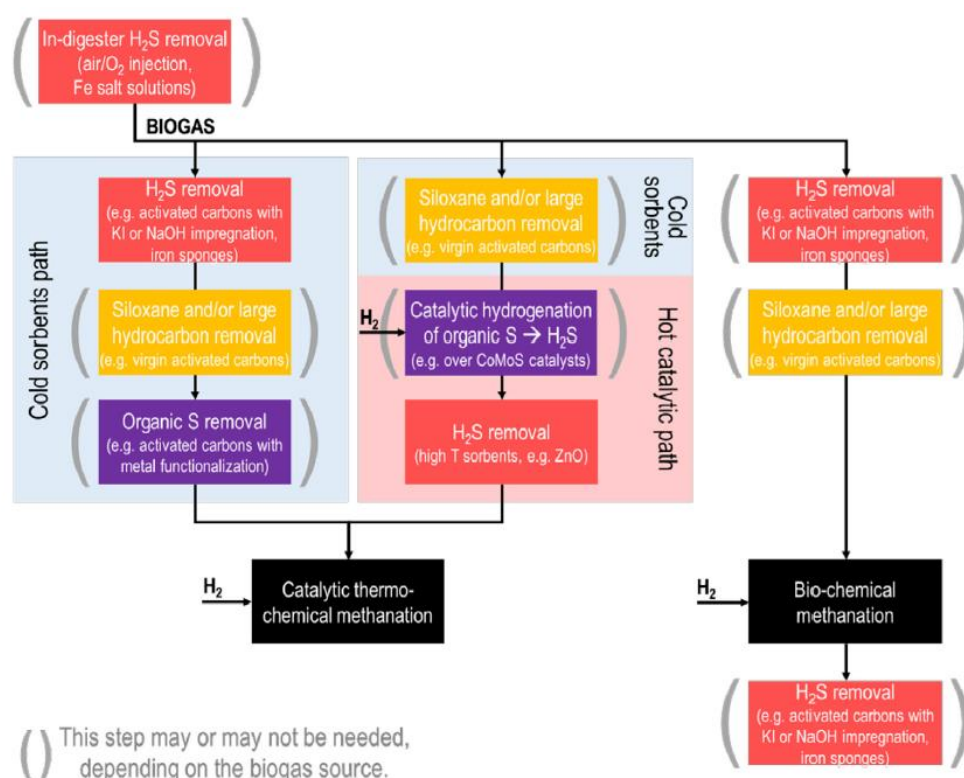 In-digester H₂S removal
(air/O₂ injection,
Fe salt solutions)
BIOGAS
Cold sorbents path
H₂S removal
(e.g. activated carbons with
KI or NaOH impregnation,
iron sponges)
Siloxane and/or large
hydrocarbon removal
(e.g. virgin activated carbons)
Organic S removal
(e.g. activated carbons with
metal functionalization)
Cold
sorbents
Siloxane and/or large
hydrocarbon removal
(e.g. virgin activated carbons)
Hot catalytic path
H₂
Catalytic hydrogenation
of organic S → H₂S
(e.g. over CoMoS catalysts)
H₂S removal
(high T sorbents, e.g. ZnO)
H₂
Catalytic thermo-
chemical methanation
H₂S removal
(e.g. activated carbons with
KI or NaOH impregnation,
iron sponges)
Siloxane and/or large
hydrocarbon removal
(e.g. virgin activated carbons)
H₂
Bio-chemical
methanation
H₂S removal
(e.g. activated carbons with
KI or NaOH impregnation,
iron sponges)
() This step may or may not be needed,
depending on the biogas source.